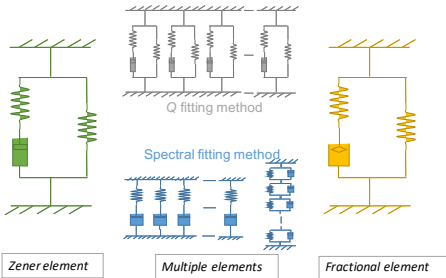 Q fitting method
Spectral fitting method
Zener element
Multiple elements
Fractional element